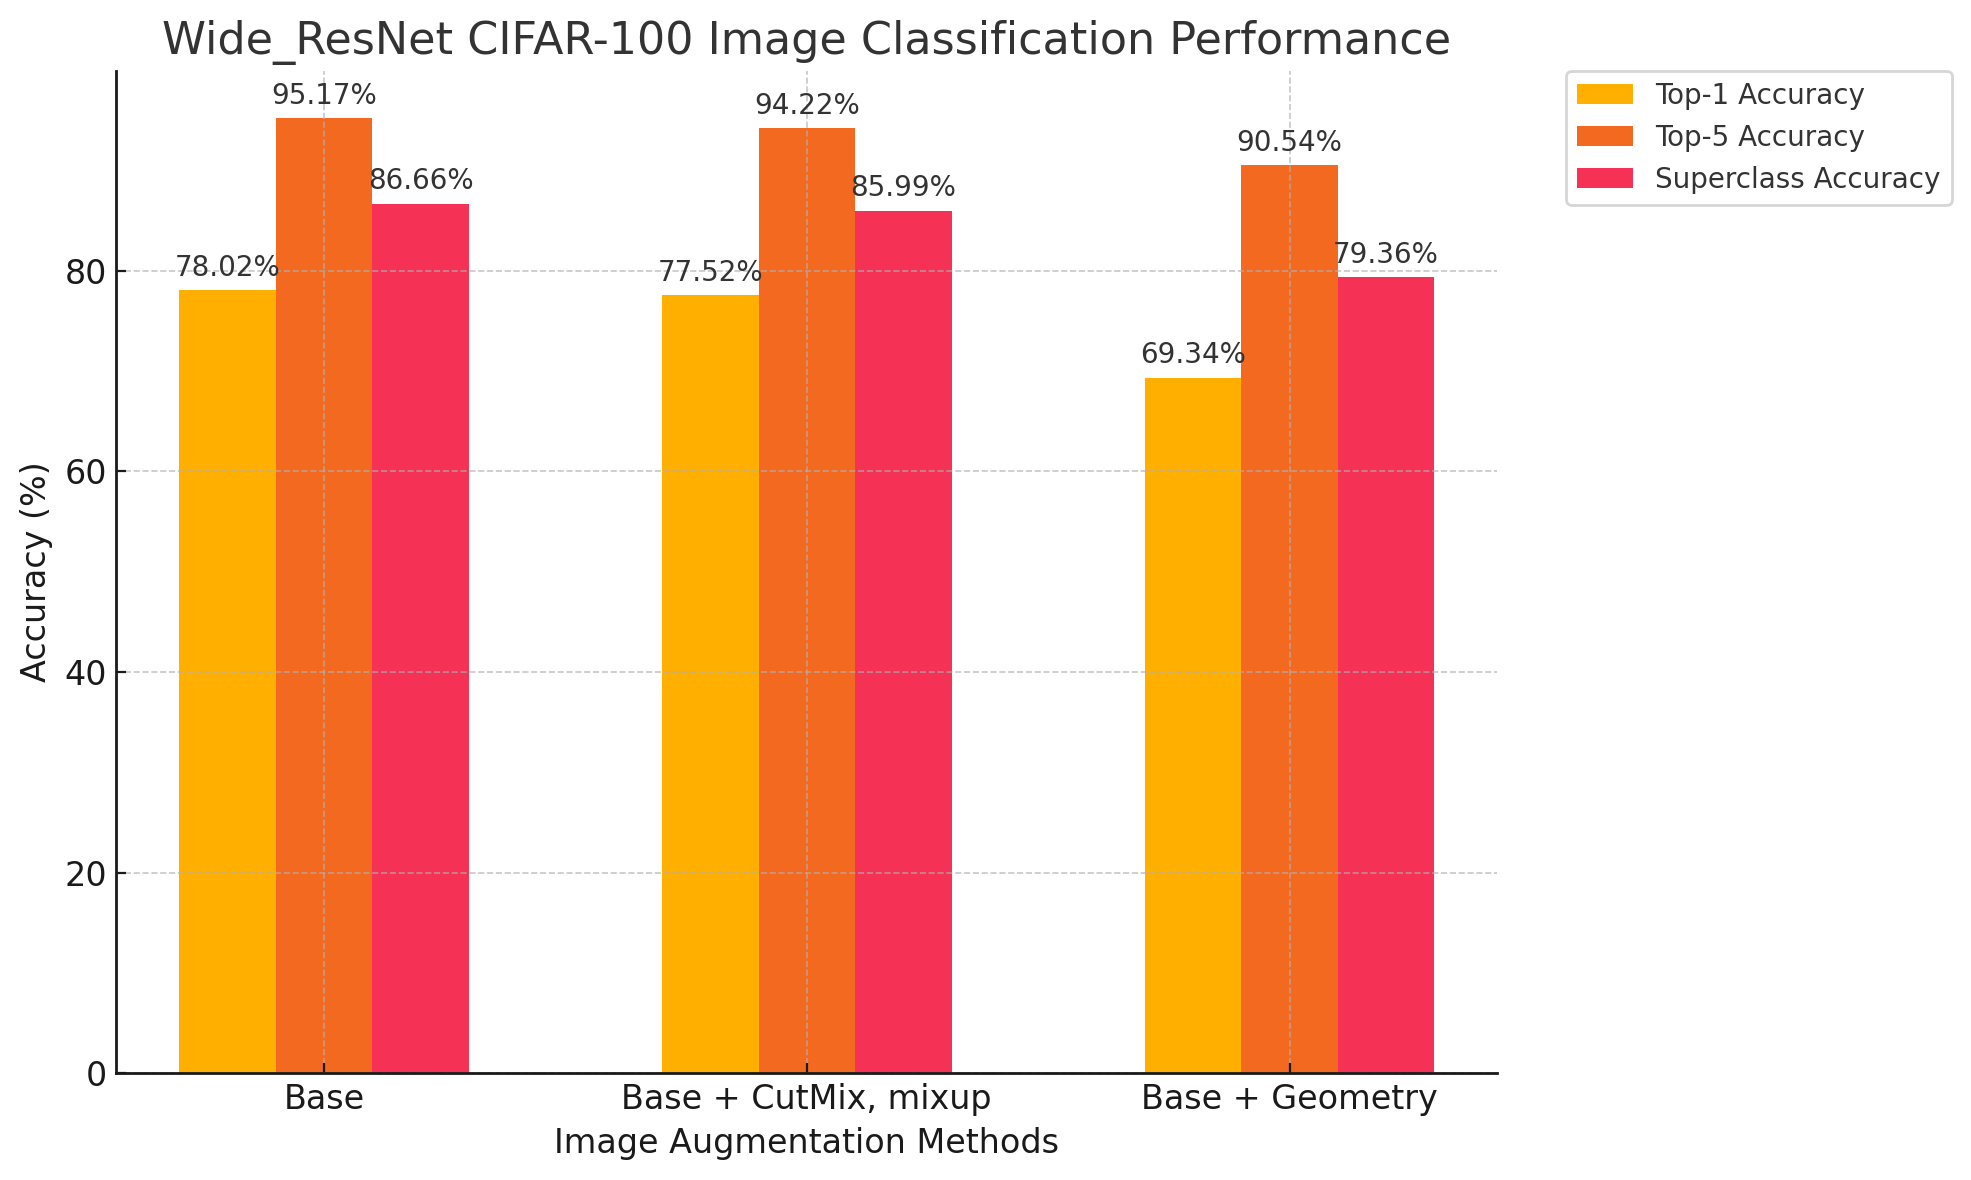 Wide_ResNet CIFAR-100 Image Classification Performance
Top-1 Accuracy
Top-5 Accuracy
Superclass Accuracy
95.17%
94.22%
90.54%
86.66%
85.99%
79.36%
78.02%
77.52%
69.34%
Accuracy (%)
80
60
40
20
0
Base
Base + CutMix, mixup
Base + Geometry
Image Augmentation Methods